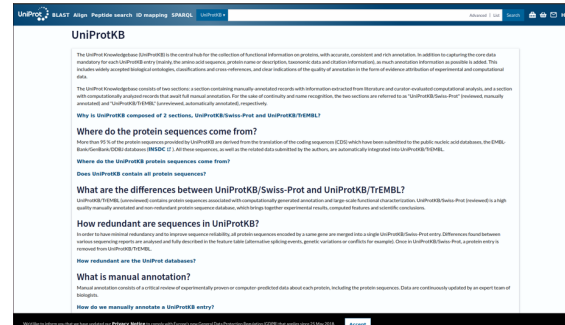 UniProt BLAST Align Peptide search ID mapping SPARQL UniProtKB Advanced | List Search
UniProtKB
The UniProt Knowledgebase (UniProtKB) is the central hub for the collection of functional information on proteins, with accurate, consistent and rich annotation. In addition to capturing the core data
mandatory for each UniProtKB entry (mainly, the amino acid sequence, protein name or description, taxonomic data and citation information), as much annotation information as possible is added. This
includes widely accepted biological ontologies, classifications and cross-references, and clear indications of the quality of annotation in the form of evidence attribution of experimental and computational
data.
The UniProt Knowledgebase consists of two sections: a section containing manually-annotated records with information extracted from literature and curator-evaluated computational analysis, and a section
with computationally analyzed records that await full manual annotation. For the sake of continuity and name recognition, the two sections are referred to as "UniProtKB/Swiss-Prot" (reviewed, manually
annotated) and "UniProtKB/TrEMBL" (unreviewed, automatically annotated), respectively.
Why is UniProtKB composed of 2 sections, UniProtKB/Swiss-Prot and UniProtKB/TrEMBL?
Where do the protein sequences come from?
More than 95 % of the protein sequences provided by UniProtKB are derived from the translation of the coding sequences (CDS) which have been submitted to the public nucleic acid databases, the EMBL-
Bank/GenBank/DDBJ databases (INSDC). All these sequences, as well as the related data submitted by the authors, are automatically integrated into UniProtKB/TrEMBL.
Where do the UniProtKB protein sequences come from?
Does UniProtKB contain all protein sequences?
What are the differences between UniProtKB/Swiss-Prot and UniProtKB/TrEMBL?
UniProtKB/TrEMBL (unreviewed) contains protein sequences associated with computationally generated annotation and large-scale functional characterization. UniProtKB/Swiss-Prot (reviewed) is a high
quality manually annotated and non-redundant protein sequence database, which brings together experimental results, computed features and scientific conclusions.
How redundant are sequences in UniProtKB?
In order to have minimal redundancy and to improve sequence reliability, all protein sequences encoded by a same gene are merged into a single UniProtKB/Swiss-Prot entry. Differences found between
various sequencing reports are analysed and fully described in the feature table (alternative splicing events, genetic variations or conflicts for example). Once in UniProtKB/Swiss-Prot, a protein entry is
removed from UniProtKB/TrEMBL.
How redundant are the UniProt databases?
What is manual annotation?
Manual annotation consists of a critical review of experimentally proven or computer-predicted data about each protein, including the protein sequences. Data are continuously updated by an expert team of
biologists.
How do we manually annotate a UniProtKB entry?
We'd like to inform you that we have updated our Privacy Notice to comply with Europe's new General Data Protection Regulation (GDPR) that applies since 25 May 2018. Accept